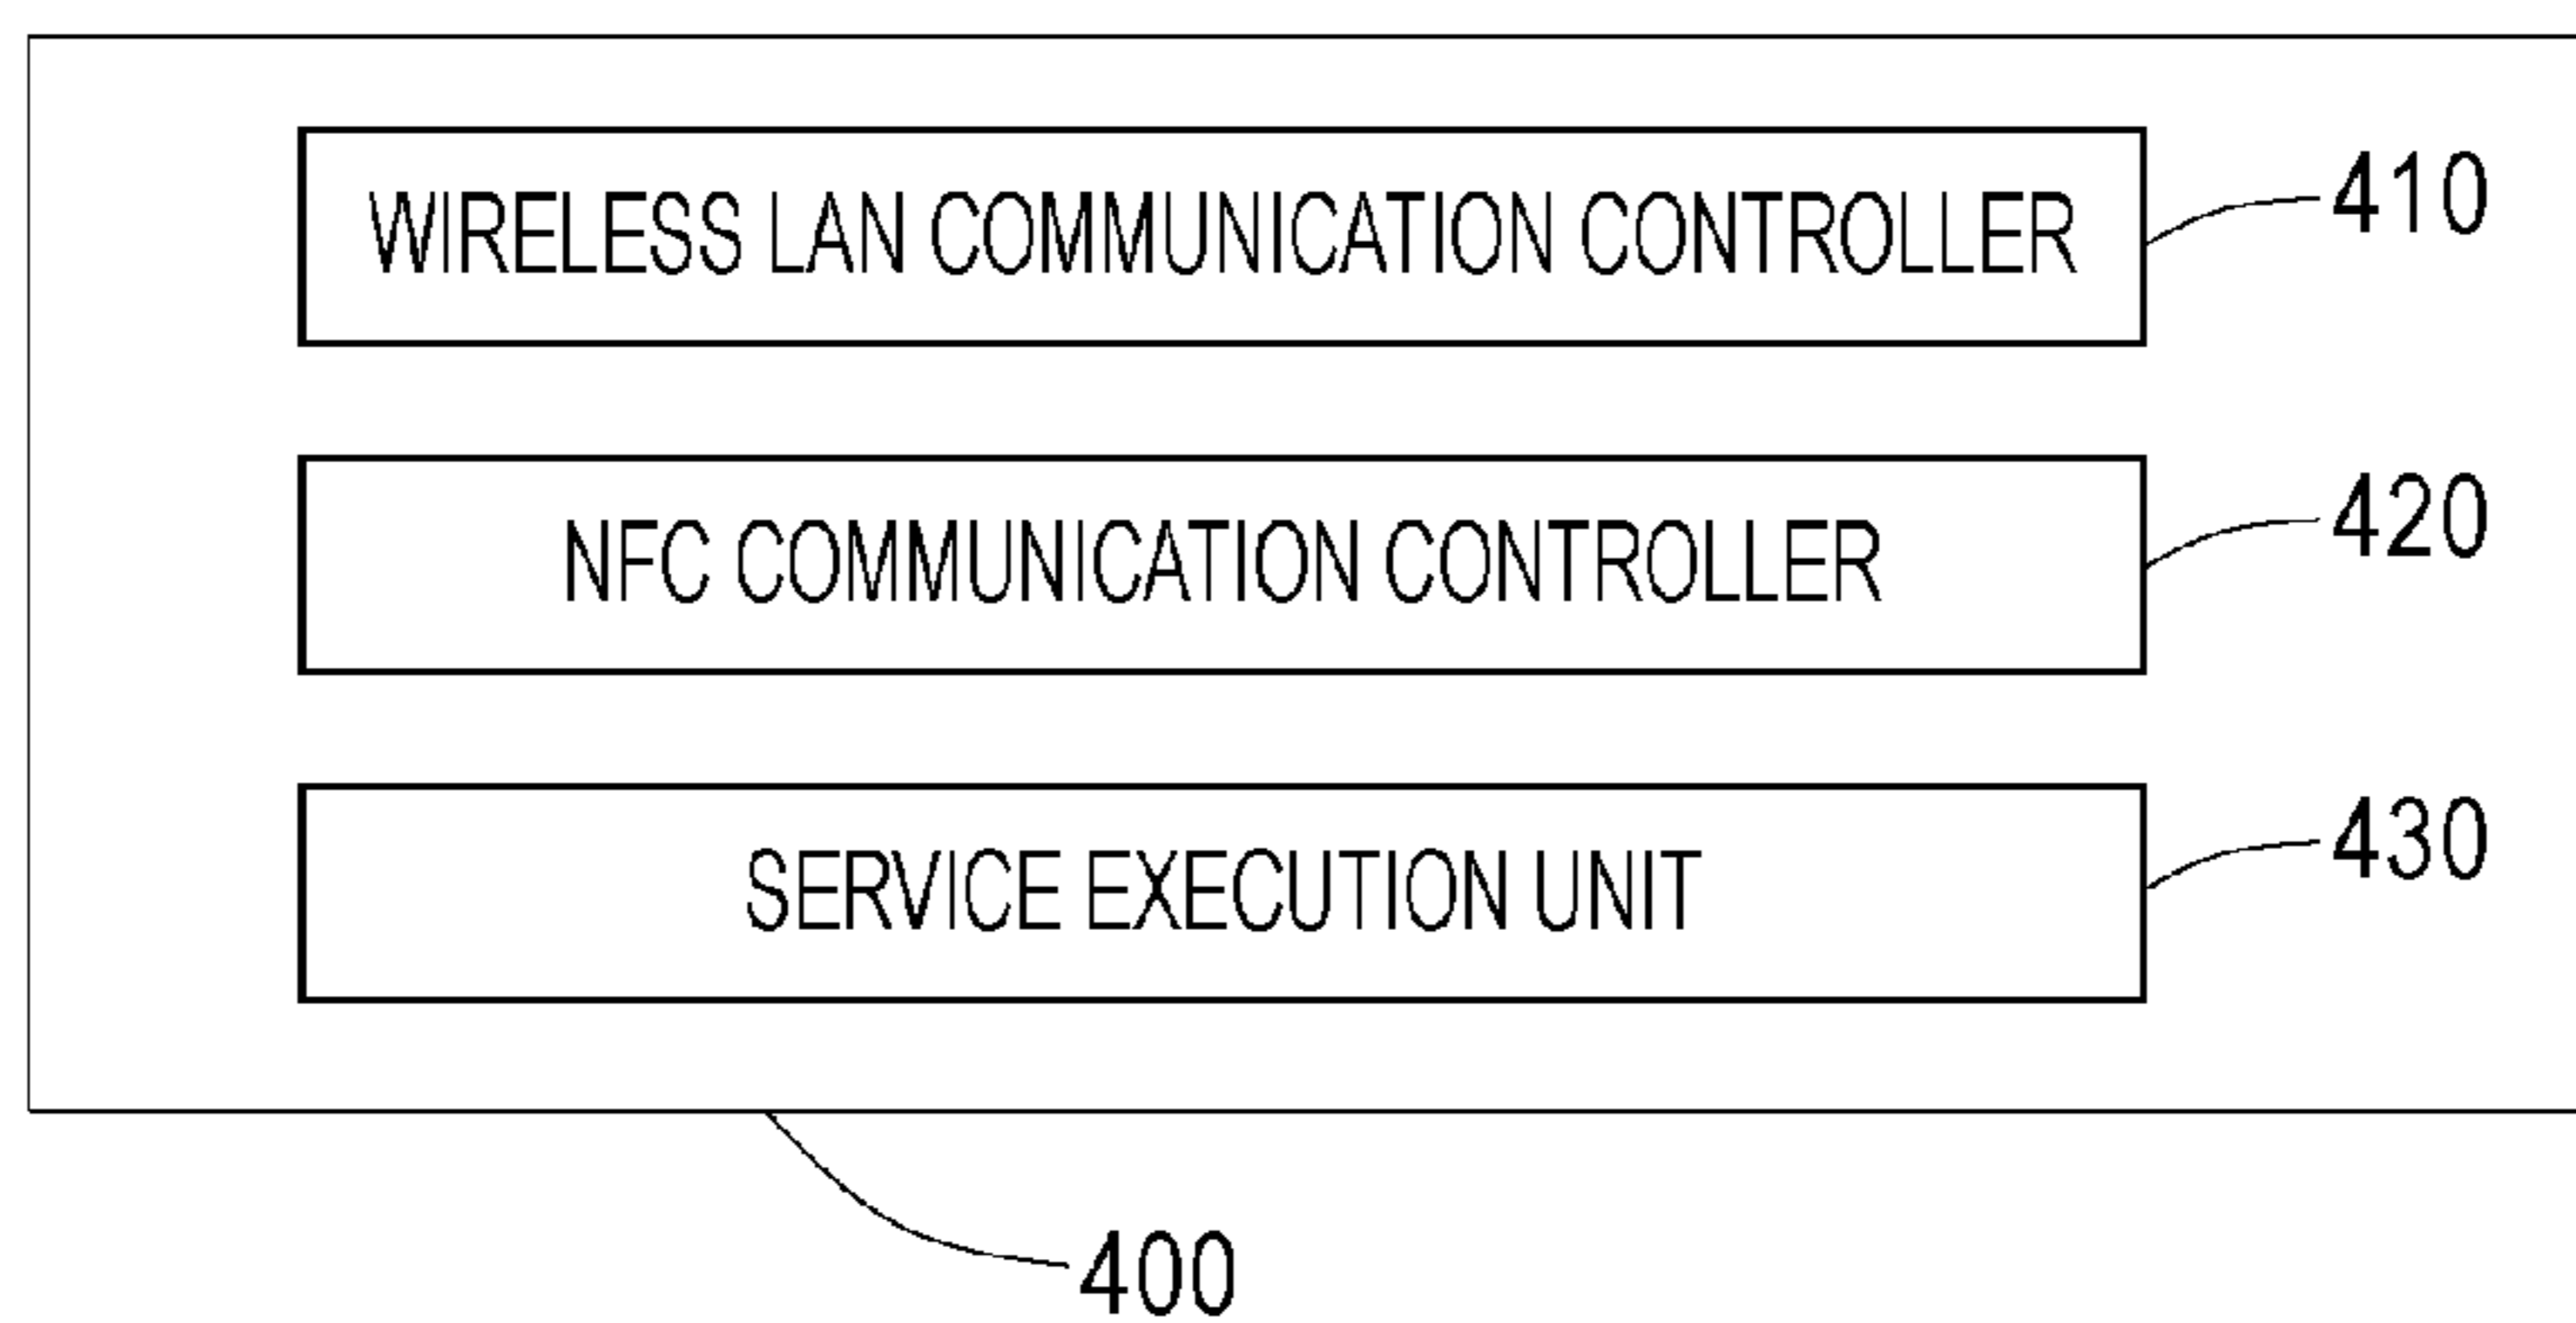 WIRELESS LAN COMMUNICATION CONTROLLER 410
NFC COMMUNICATION CONTROLLER 420
SERVICE EXECUTION UNIT 430
400